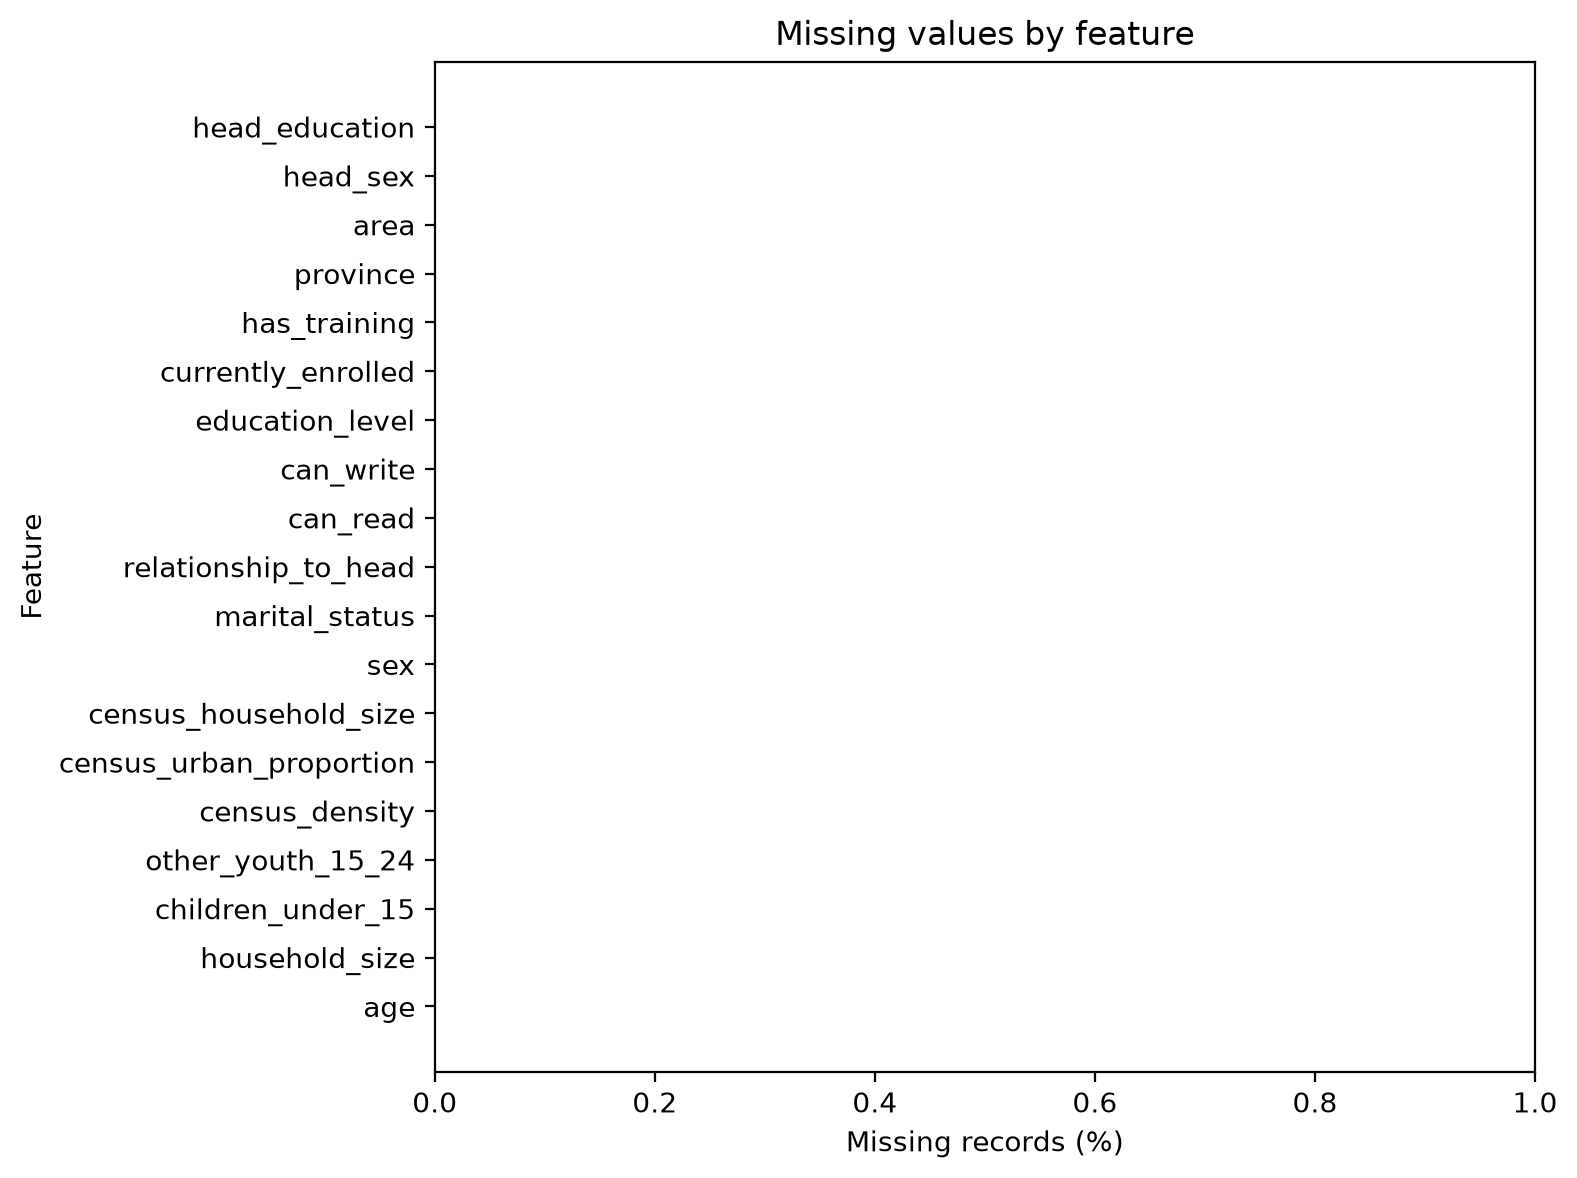 Missing values by feature
head_education
head_sex
area
province
has_training
currently_enrolled
education_level
can_write
can_read
relationship_to_head
marital_status
sex
census_household_size
census_urban_proportion
census_density
other_youth_15_24
children_under_15
household_size
age
Feature
0.0 0.2 0.4 0.6 0.8 1.0
Missing records (%)